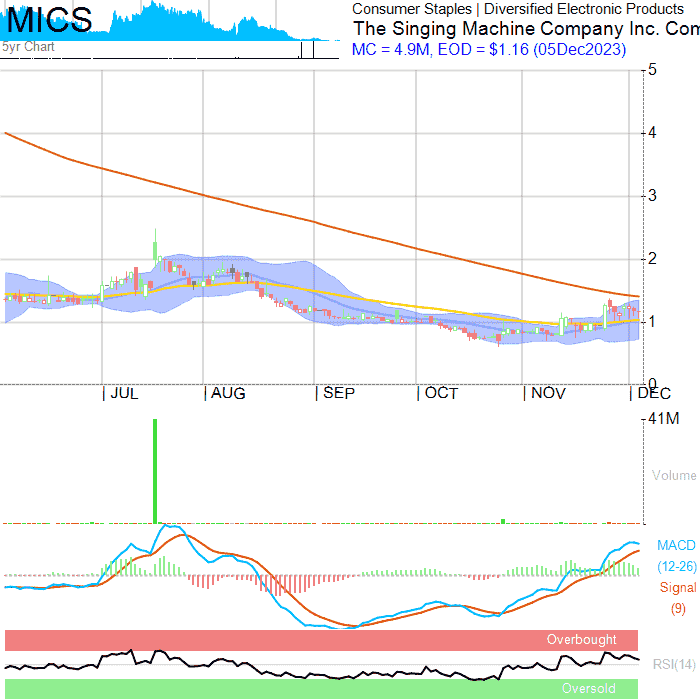 MICS
5yr Chart
Consumer Staples | Diversified Electronic Products
The Singing Machine Company Inc. Com
MC = 4.9M, EOD = $1.16 (05Dec2023)
5
4
3
2
1
0
JUL
AUG
SEP
OCT
NOV
DEC
41M
Volume
MACD
(12-26)
Signal
(9)
Overbought
RSI(14)
Oversold